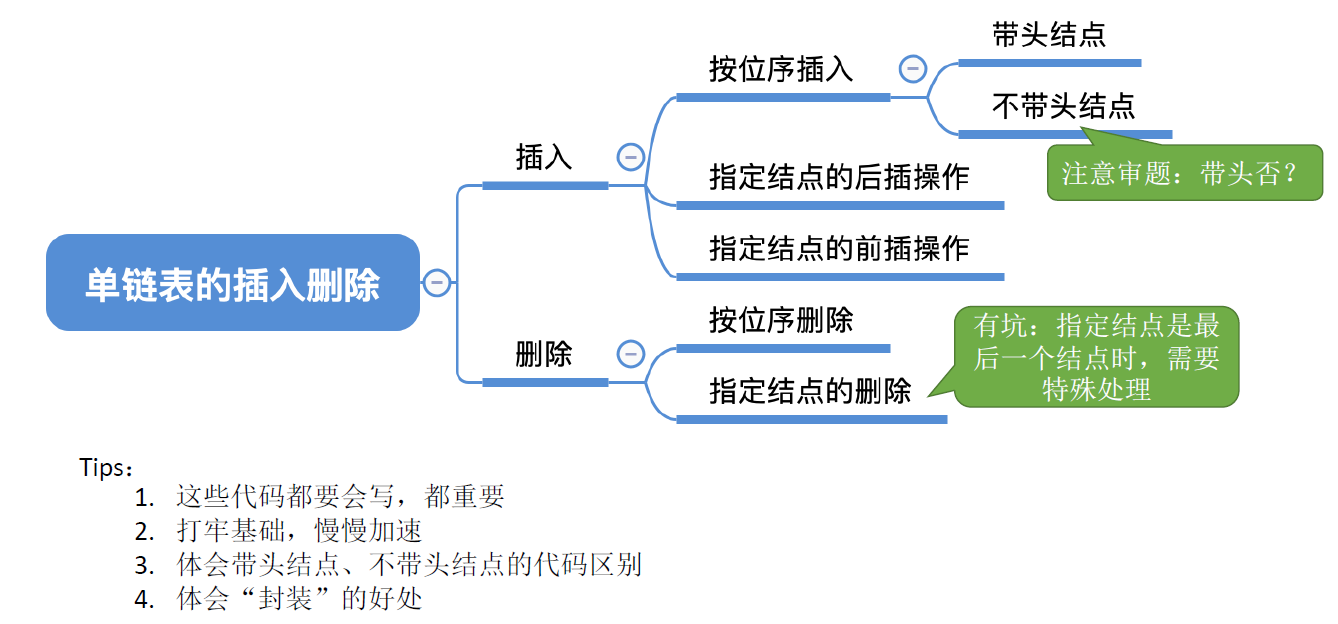 单链表的插入删除
插入
按位序插入
带头结点
不带头结点
注意审题：带头否？
指定结点的后插操作
指定结点的前插操作
删除
按位序删除
指定结点的删除
有坑：指定结点是最
后一个结点时，需要
特殊处理
Tips：
1. 这些代码都要会写，都重要
2. 打牢基础，慢慢加速
3. 体会带头结点、不带头结点的代码区别
4. 体会“封装”的好处